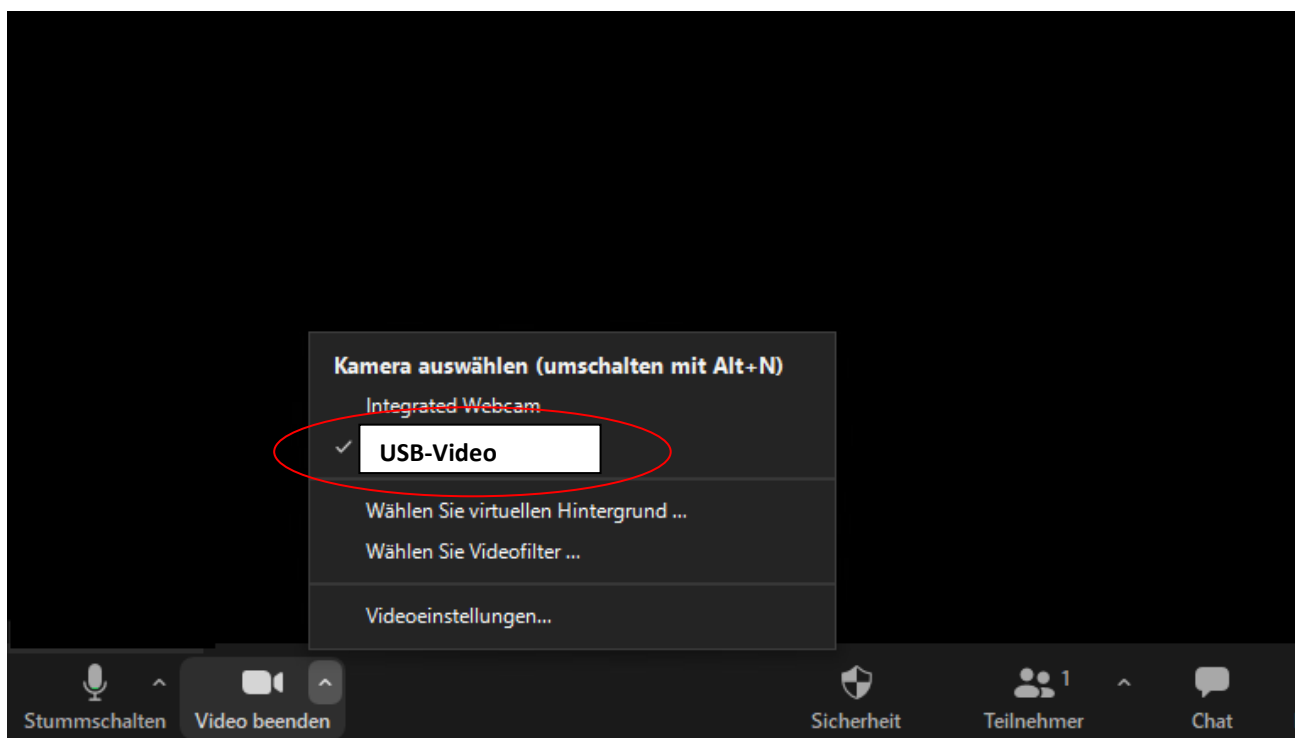 Kamera auswählen (umschalten mit Alt+N)
Integrated Webcam
USB-Video
Wählen Sie virtuellen Hintergrund ...
Wählen Sie Videofilter ...
Videoeinstellungen...
1
Stummschalten Video beenden Sicherheit Teilnehmer Chat